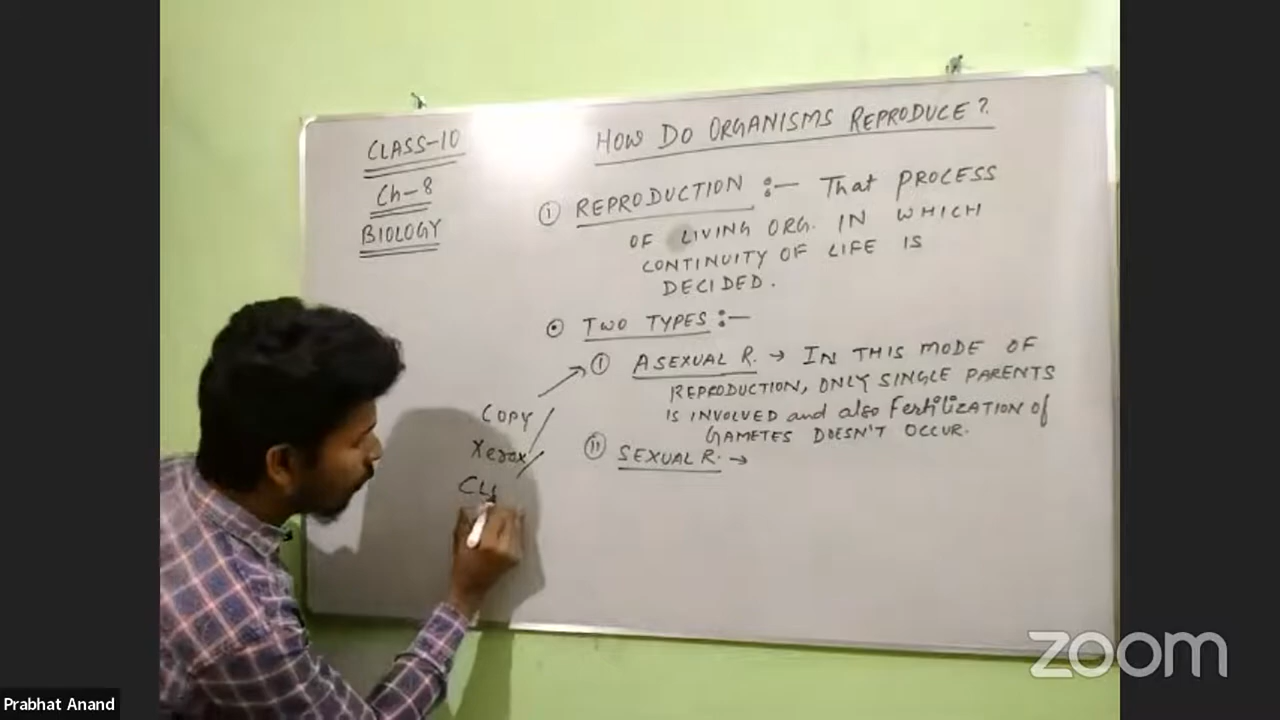 CLASS-10
Ch-8
BIOLOGY
HOW DO ORGANISMS REPRODUCE?
① REPRODUCTION :— That PROCESS
OF LIVING ORG. IN WHICH
CONTINUITY OF LIFE IS
DECIDED.
⊙ TWO TYPES :—
① ASEXUAL R. → IN THIS MODE OF
REPRODUCTION, ONLY SINGLE PARENTS
IS INVOLVED and also Fertilization of
GAMETES DOESN'T OCCUR.
② SEXUAL R. →
COPY /
Xerox /
CL
zoom
Prabhat Anand